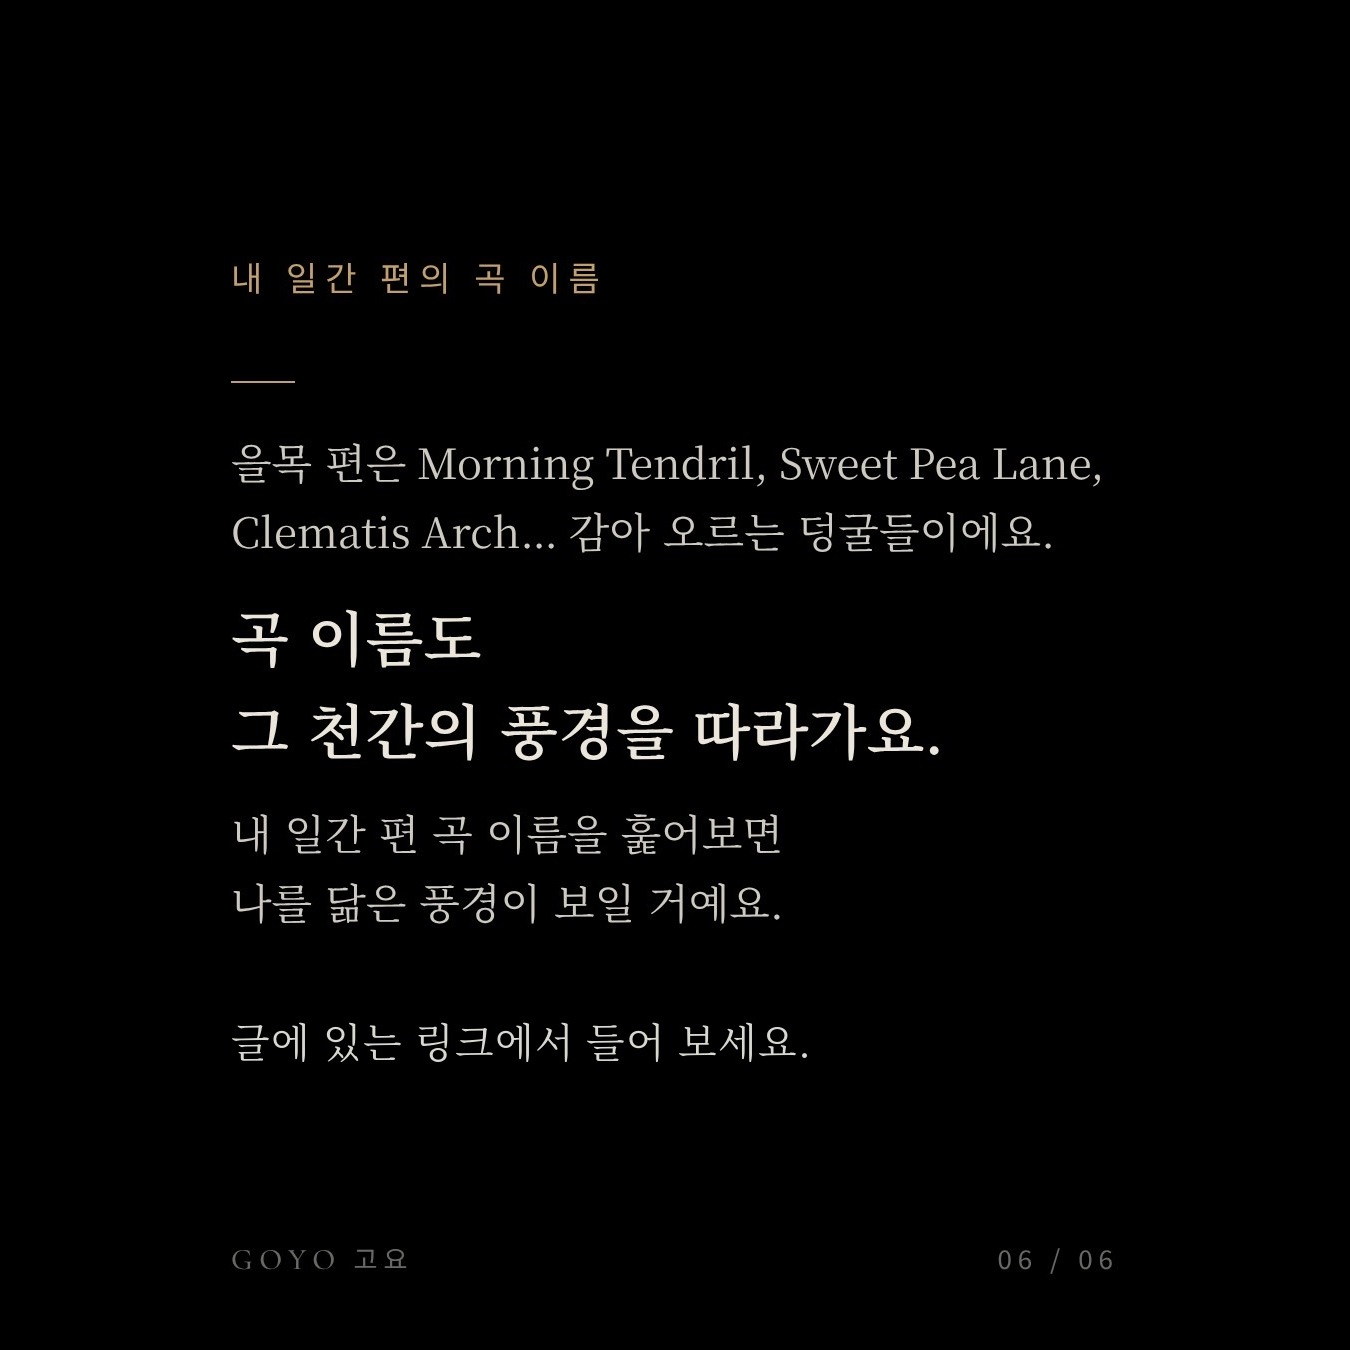 내 일간 편의 곡 이름
을목 편은 Morning Tendril, Sweet Pea Lane,
Clematis Arch… 감아 오르는 덩굴들이에요.
곡 이름도
그 천간의 풍경을 따라가요.
내 일간 편 곡 이름을 훑어보면
나를 닮은 풍경이 보일 거예요.
글에 있는 링크에서 들어 보세요.
GOYO 고요
06 / 06